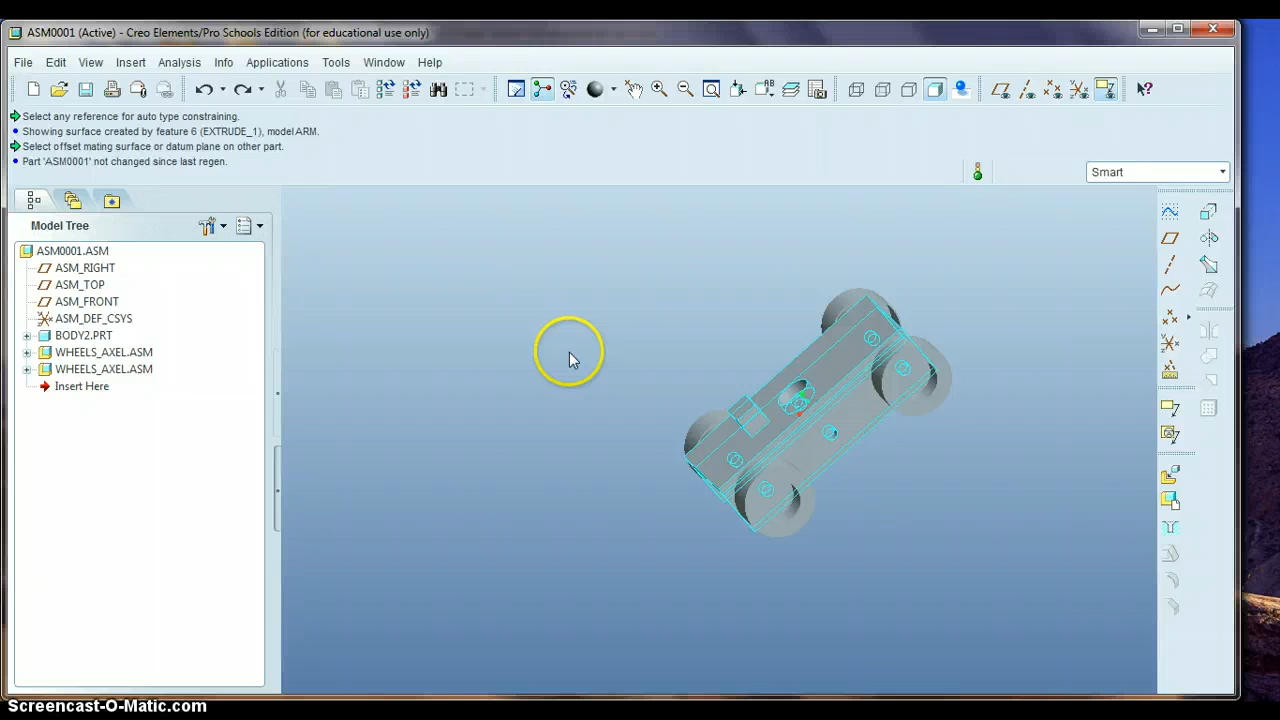 ASM0001 (Active) - Creo Elements/Pro Schools Edition (for educational use only)
File Edit View Insert Analysis Info Applications Tools Window Help
Select any reference for auto type constraining.
Showing surface created by feature 6 (EXTRUDE_1), model ARM.
Select offset mating surface or datum plane on other part.
Part 'ASM0001' not changed since last regen.
Smart
Model Tree
ASM0001.ASM
ASM_RIGHT
ASM_TOP
ASM_FRONT
ASM_DEF_CSYS
BODY2.PRT
WHEELS_AXEL.ASM
WHEELS_AXEL.ASM
Insert Here
Screencast-O-Matic.com